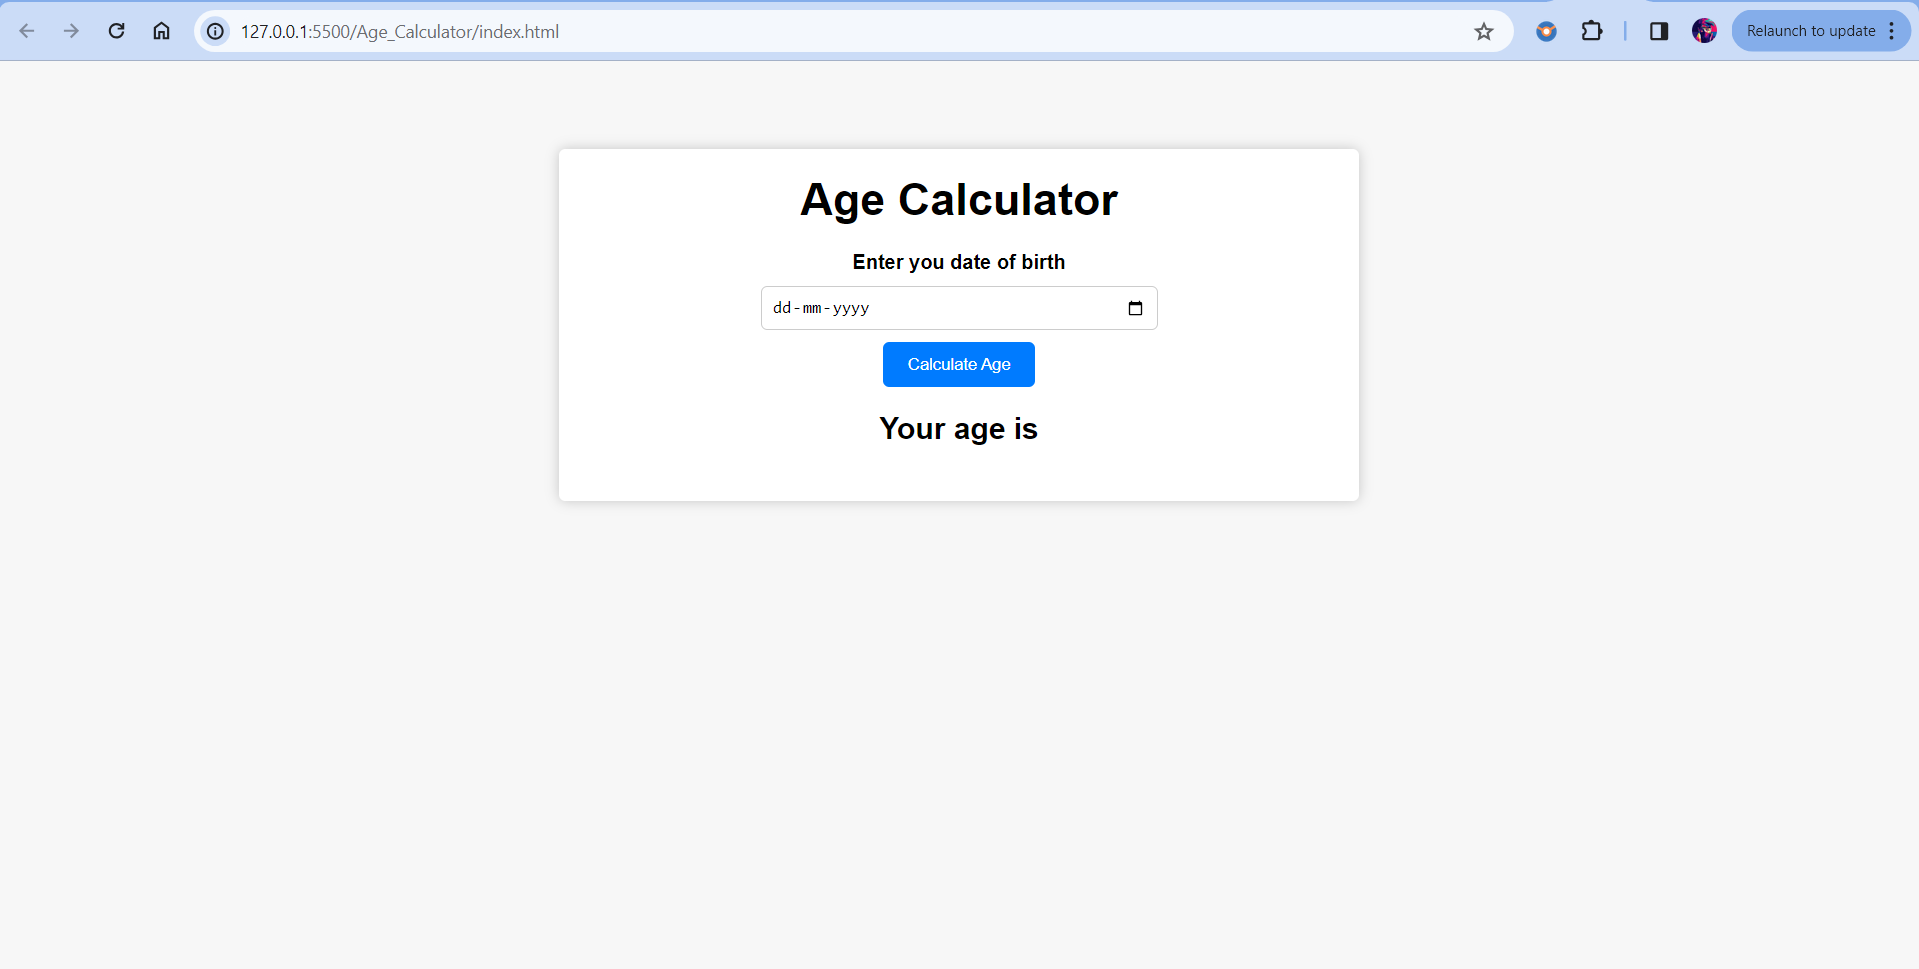 127.0.0.1:5500/Age_Calculator/index.html
Relaunch to update
Age Calculator
Enter you date of birth
dd-mm-yyyy
Calculate Age
Your age is